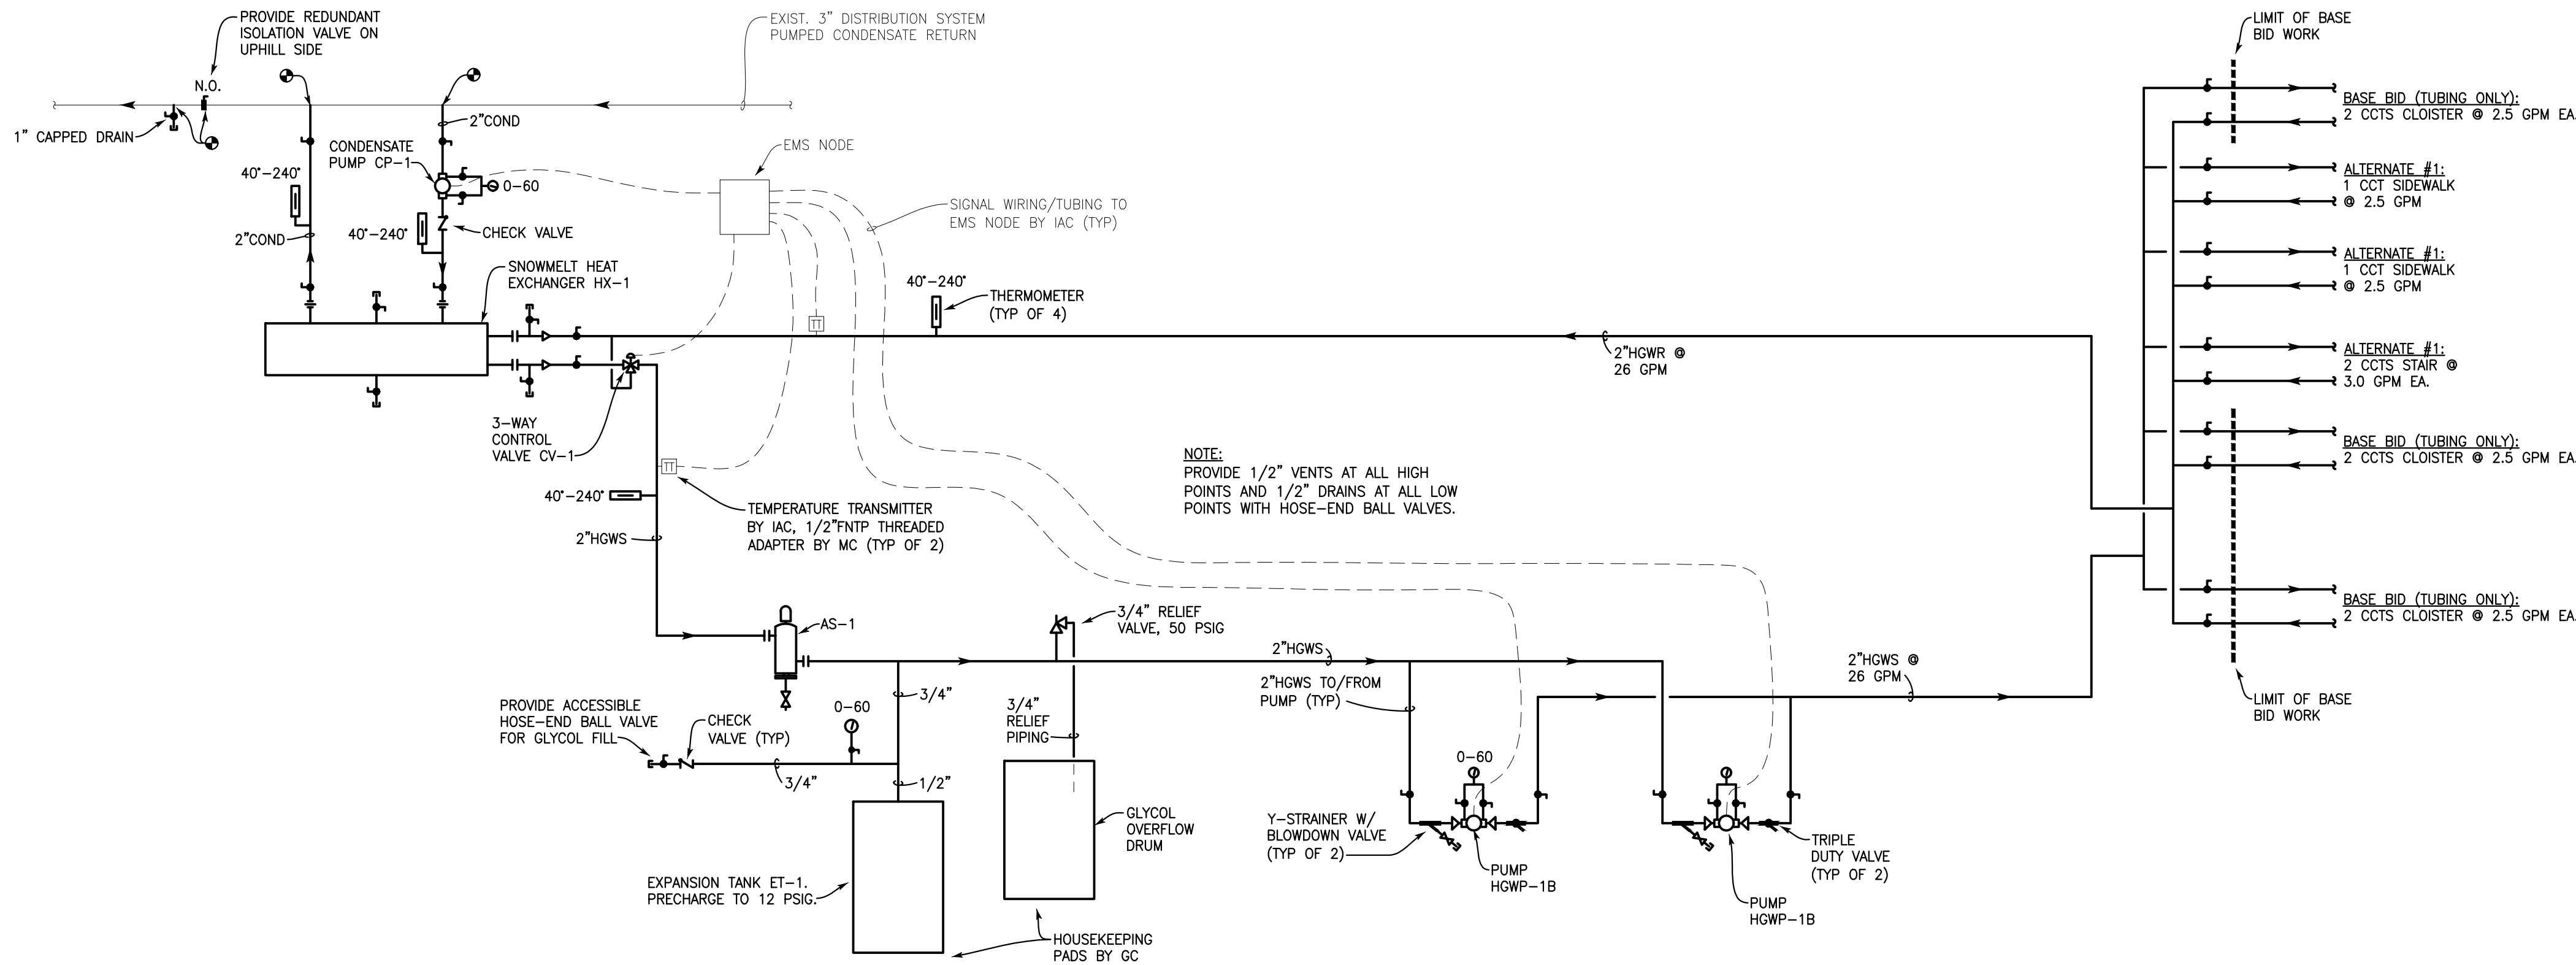 PROVIDE REDUNDANT
ISOLATION VALVE ON
UPHILL SIDE
N.O.
1" CAPPED DRAIN
EXIST. 3" DISTRIBUTION SYSTEM
PUMPED CONDENSATE RETURN
2"COND
CONDENSATE
PUMP CP-1
0-60
40°-240°
40°-240°
CHECK VALVE
2"COND
SNOWMELT HEAT
EXCHANGER HX-1
EMS NODE
SIGNAL WIRING/TUBING TO
EMS NODE BY IAC (TYP)
TT
40°-240°
THERMOMETER
(TYP OF 4)
2"HGWR @
26 GPM
3-WAY
CONTROL
VALVE CV-1
TT
40°-240°
TEMPERATURE TRANSMITTER
BY IAC, 1/2"FNTP THREADED
ADAPTER BY MC (TYP OF 2)
2"HGWS
NOTE:
PROVIDE 1/2" VENTS AT ALL HIGH
POINTS AND 1/2" DRAINS AT ALL LOW
POINTS WITH HOSE-END BALL VALVES.
AS-1
3/4" RELIEF
VALVE, 50 PSIG
PROVIDE ACCESSIBLE
HOSE-END BALL VALVE
FOR GLYCOL FILL
CHECK
VALVE (TYP)
0-60
3/4"
3/4"
1/2"
3/4"
RELIEF
PIPING
GLYCOL
OVERFLOW
DRUM
EXPANSION TANK ET-1.
PRECHARGE TO 12 PSIG.
HOUSEKEEPING
PADS BY GC
2"HGWS
2"HGWS TO/FROM
PUMP (TYP)
0-60
Y-STRAINER W/
BLOWDOWN VALVE
(TYP OF 2)
PUMP
HGWP-1B
TRIPLE
DUTY VALVE
(TYP OF 2)
PUMP
HGWP-1B
2"HGWS @
26 GPM
LIMIT OF BASE
BID WORK
BASE BID (TUBING ONLY):
2 CCTS CLOISTER @ 2.5 GPM EA.
ALTERNATE #1:
1 CCT SIDEWALK
@ 2.5 GPM
ALTERNATE #1:
1 CCT SIDEWALK
@ 2.5 GPM
ALTERNATE #1:
2 CCTS STAIR @
3.0 GPM EA.
BASE BID (TUBING ONLY):
2 CCTS CLOISTER @ 2.5 GPM EA.
BASE BID (TUBING ONLY):
2 CCTS CLOISTER @ 2.5 GPM EA.
LIMIT OF BASE
BID WORK